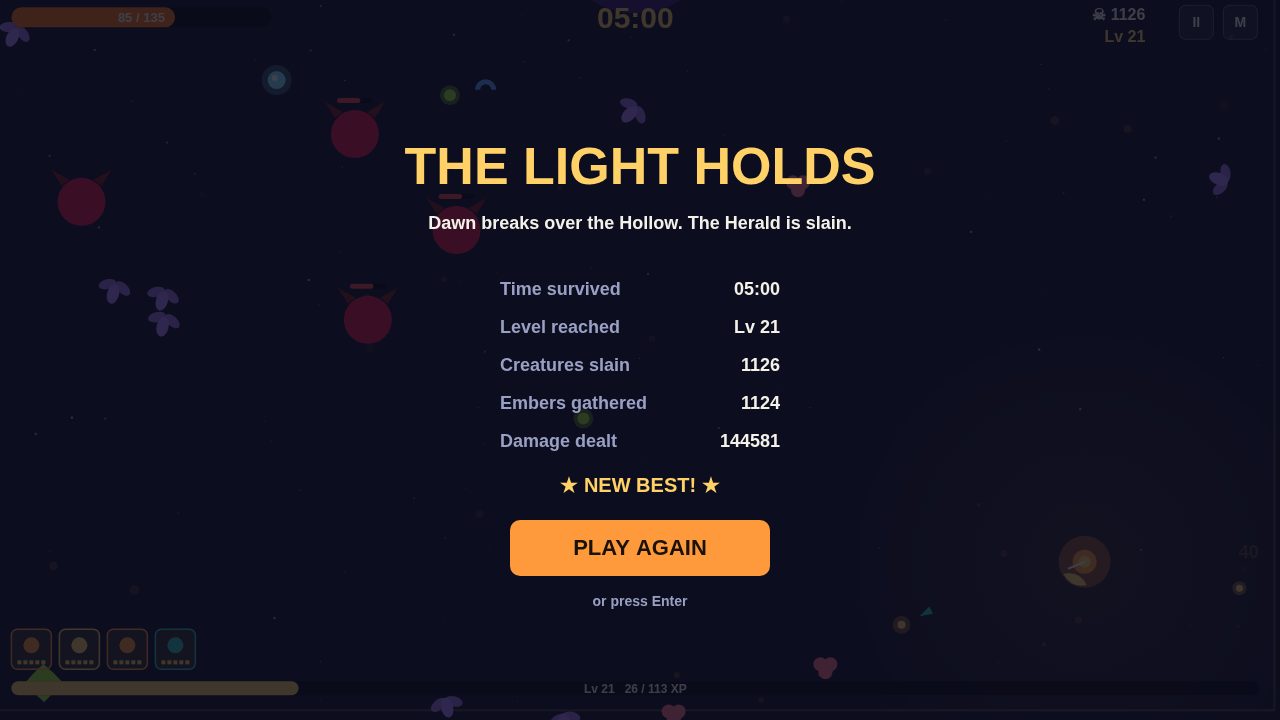 85 / 135
05:00
☠ 1126
Lv 21
II
M
THE LIGHT HOLDS
Dawn breaks over the Hollow. The Herald is slain.
Time survived 05:00
Level reached Lv 21
Creatures slain 1126
Embers gathered 1124
Damage dealt 144581
★ NEW BEST! ★
PLAY AGAIN
or press Enter
40
Lv 21 26 / 113 XP